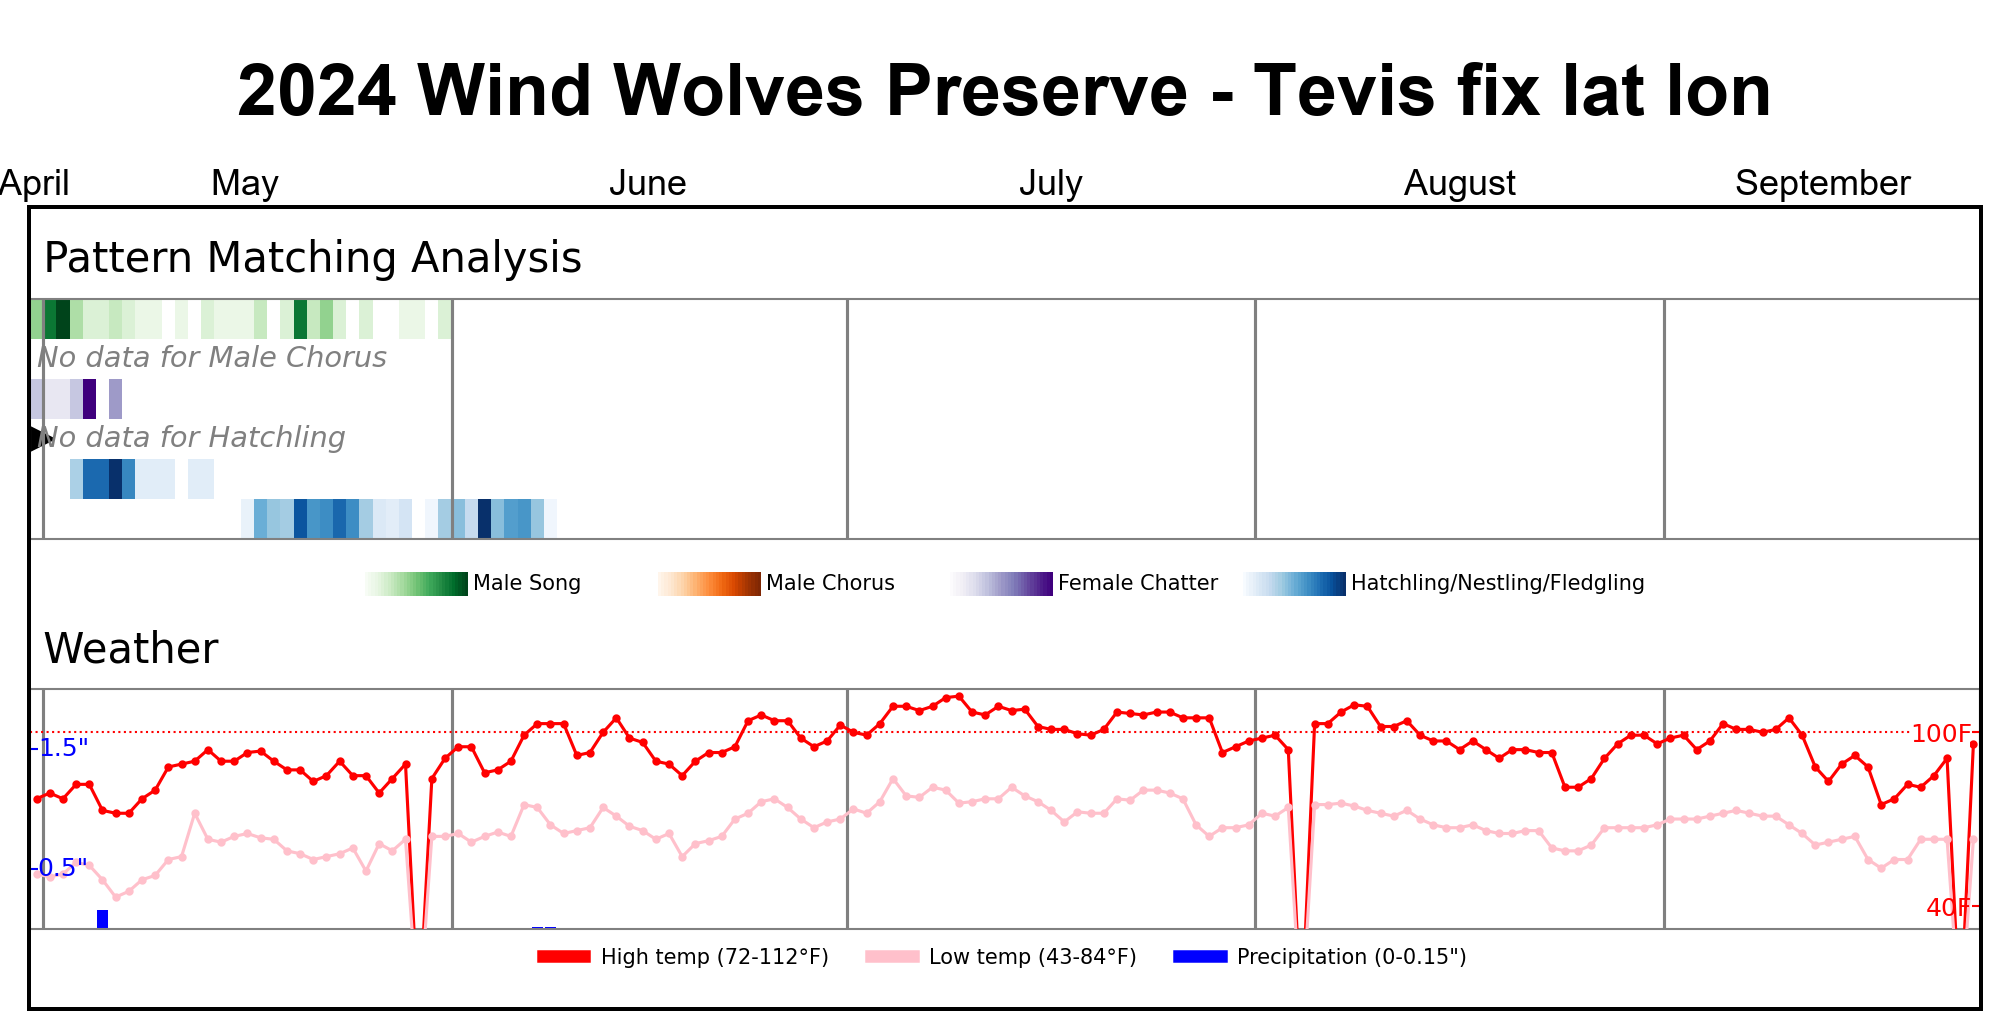 2024 Wind Wolves Preserve - Tevis fix lat lon
April May June July August September
Pattern Matching Analysis
No data for Male Chorus
No data for Hatchling
Male Song Male Chorus Female Chatter Hatchling/Nestling/Fledgling
Weather
100F
1.5"
0.5"
40F
High temp (72-112°F) Low temp (43-84°F) Precipitation (0-0.15")